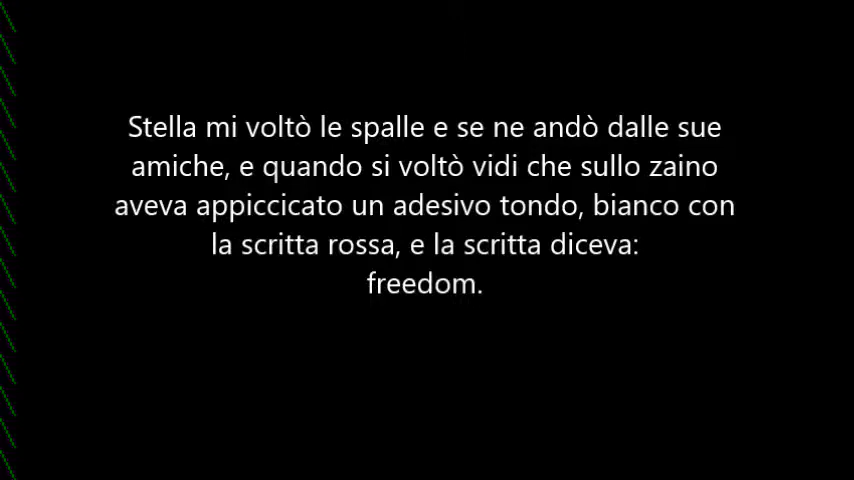 Stella mi voltò le spalle e se ne andò dalle sue
amiche, e quando si voltò vidi che sullo zaino
aveva appiccicato un adesivo tondo, bianco con
la scritta rossa, e la scritta diceva:
freedom.